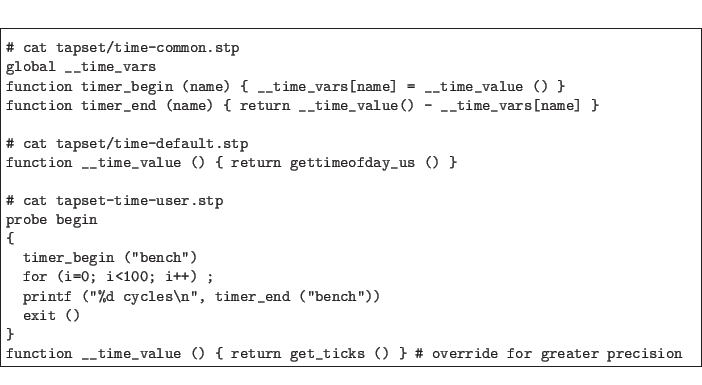 # cat tapset/time-common.stp
global __time_vars
function timer_begin (name) { __time_vars[name] = __time_value () }
function timer_end (name) { return __time_value() - __time_vars[name] }
# cat tapset/time-default.stp
function __time_value () { return gettimeofday_us () }
# cat tapset-time-user.stp
probe begin
{
  timer_begin ("bench")
  for (i=0; i<100; i++) ;
  printf ("%d cycles\n", timer_end ("bench"))
  exit ()
}
function __time_value () { return get_ticks () } # override for greater precision